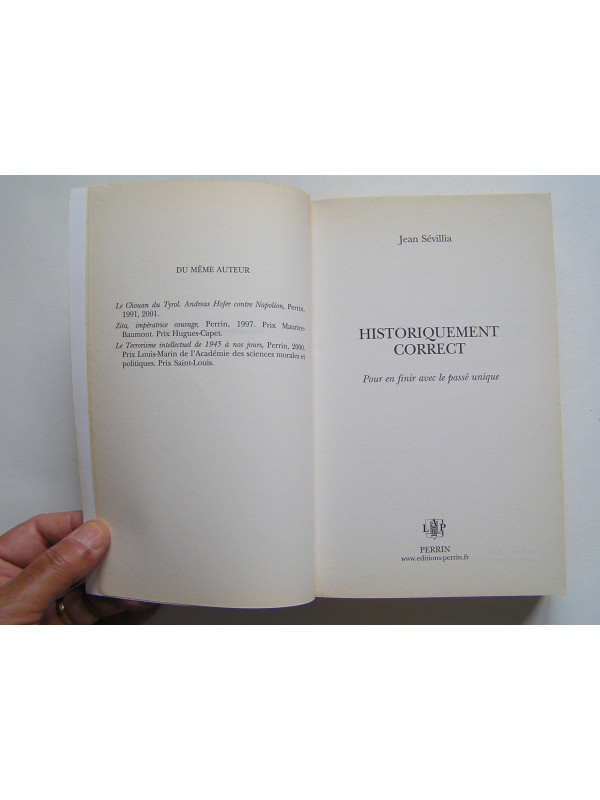 DU MÊME AUTEUR
Le Chouan du Tyrol. Andreas Hofer contre Napoléon, Perrin,
1991, 2001.
Zita, impératrice courage, Perrin, 1997. Prix Maurice-
Baumont. Prix Hugues-Capet.
Le Terrorisme intellectuel de 1945 à nos jours, Perrin, 2000.
Prix Louis-Marin de l'Académie des sciences morales et
politiques. Prix Saint-Louis.
Jean Sévillia
HISTORIQUEMENT
CORRECT
Pour en finir avec le passé unique
L A P
PERRIN
www.editions-perrin.fr